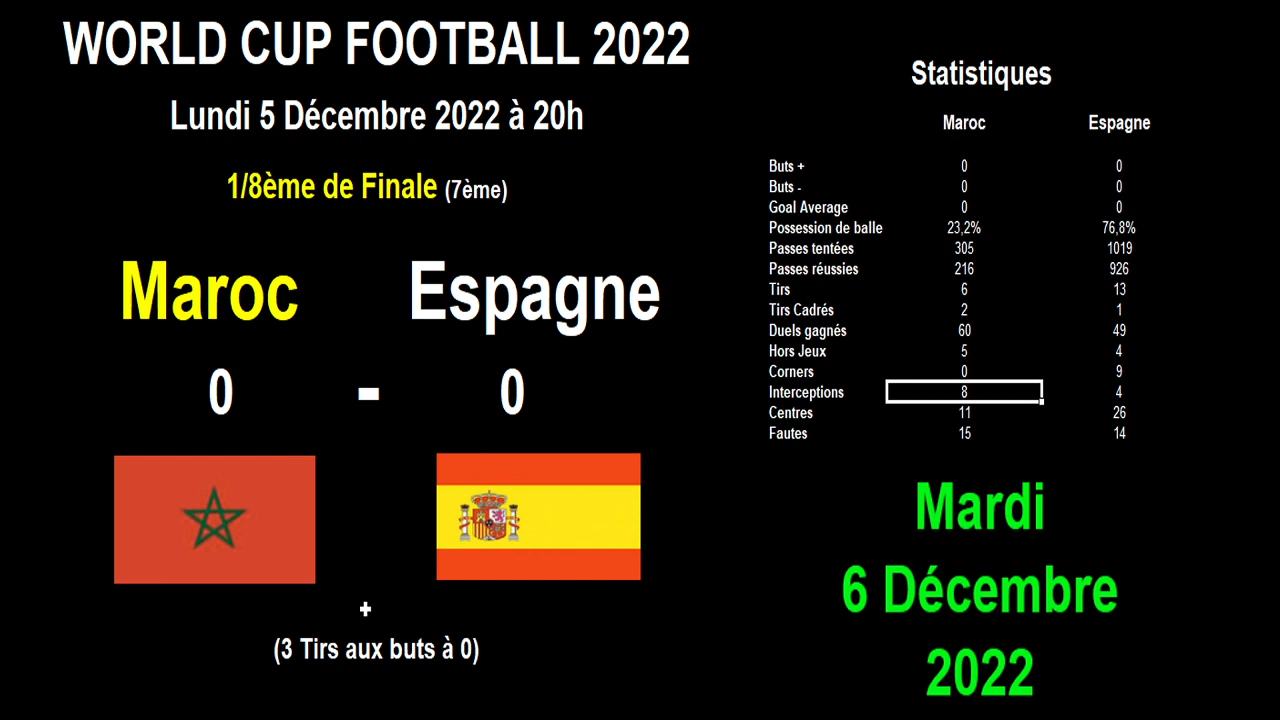 WORLD CUP FOOTBALL 2022
Lundi 5 Décembre 2022 à 20h
1/8ème de Finale (7ème)
Maroc Espagne
0 - 0
+
(3 Tirs aux buts à 0)
Statistiques
Maroc Espagne
Buts + 0 0
Buts - 0 0
Goal Average 0 0
Possession de balle 23,2% 76,8%
Passes tentées 305 1019
Passes réussies 216 926
Tirs 6 13
Tirs Cadrés 2 1
Duels gagnés 60 49
Hors Jeux 5 4
Corners 0 9
Interceptions 8 4
Centres 11 26
Fautes 15 14
Mardi
6 Décembre
2022